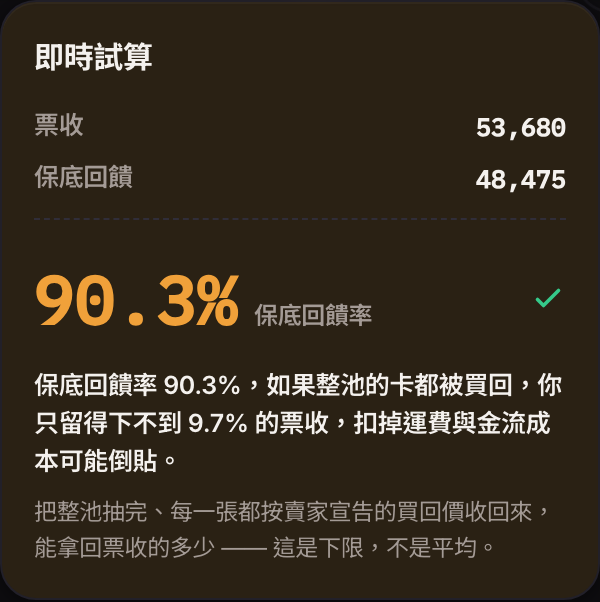 即時試算
票收 53,680
保底回饋 48,475
90.3% 保底回饋率
保底回饋率 90.3%，如果整池的卡都被買回，你
只留得下不到 9.7% 的票收，扣掉運費與金流成
本可能倒貼。
把整池抽完、每一張都按賣家宣告的買回價收回來，
能拿回票收的多少 —— 這是下限，不是平均。